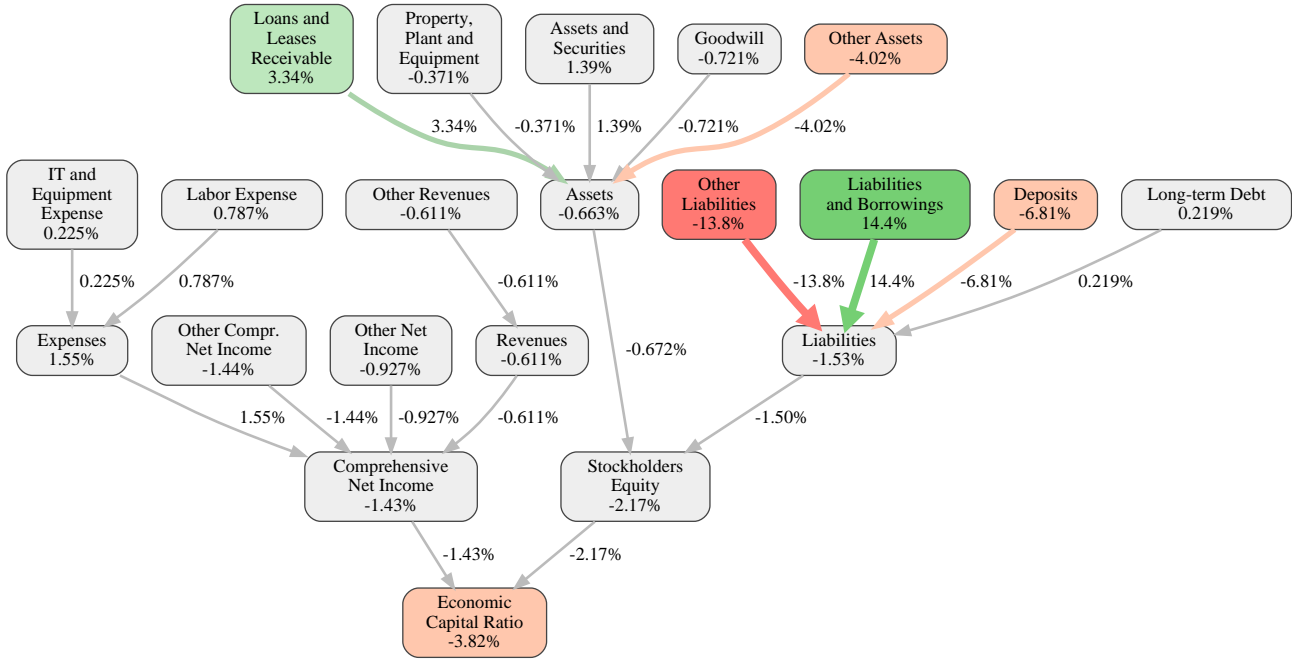 Loans and
Leases
Receivable
3.34%
Property,
Plant and
Equipment
-0.371%
Assets and
Securities
1.39%
Goodwill
-0.721%
Other Assets
-4.02%
3.34%
-0.371%
1.39%
-0.721%
-4.02%
IT and
Equipment
Expense
0.225%
Labor Expense
0.787%
Other Revenues
-0.611%
Assets
-0.663%
Other
Liabilities
-13.8%
Liabilities
and Borrowings
14.4%
Deposits
-6.81%
Long-term Debt
0.219%
0.225%
0.787%
-0.611%
-13.8%
14.4%
-6.81%
0.219%
Expenses
1.55%
Other Compr.
Net Income
-1.44%
Other Net
Income
-0.927%
Revenues
-0.611%
-0.672%
Liabilities
-1.53%
1.55%
-1.44%
-0.927%
-0.611%
-1.50%
Comprehensive
Net Income
-1.43%
Stockholders
Equity
-2.17%
-1.43%
-2.17%
Economic
Capital Ratio
-3.82%